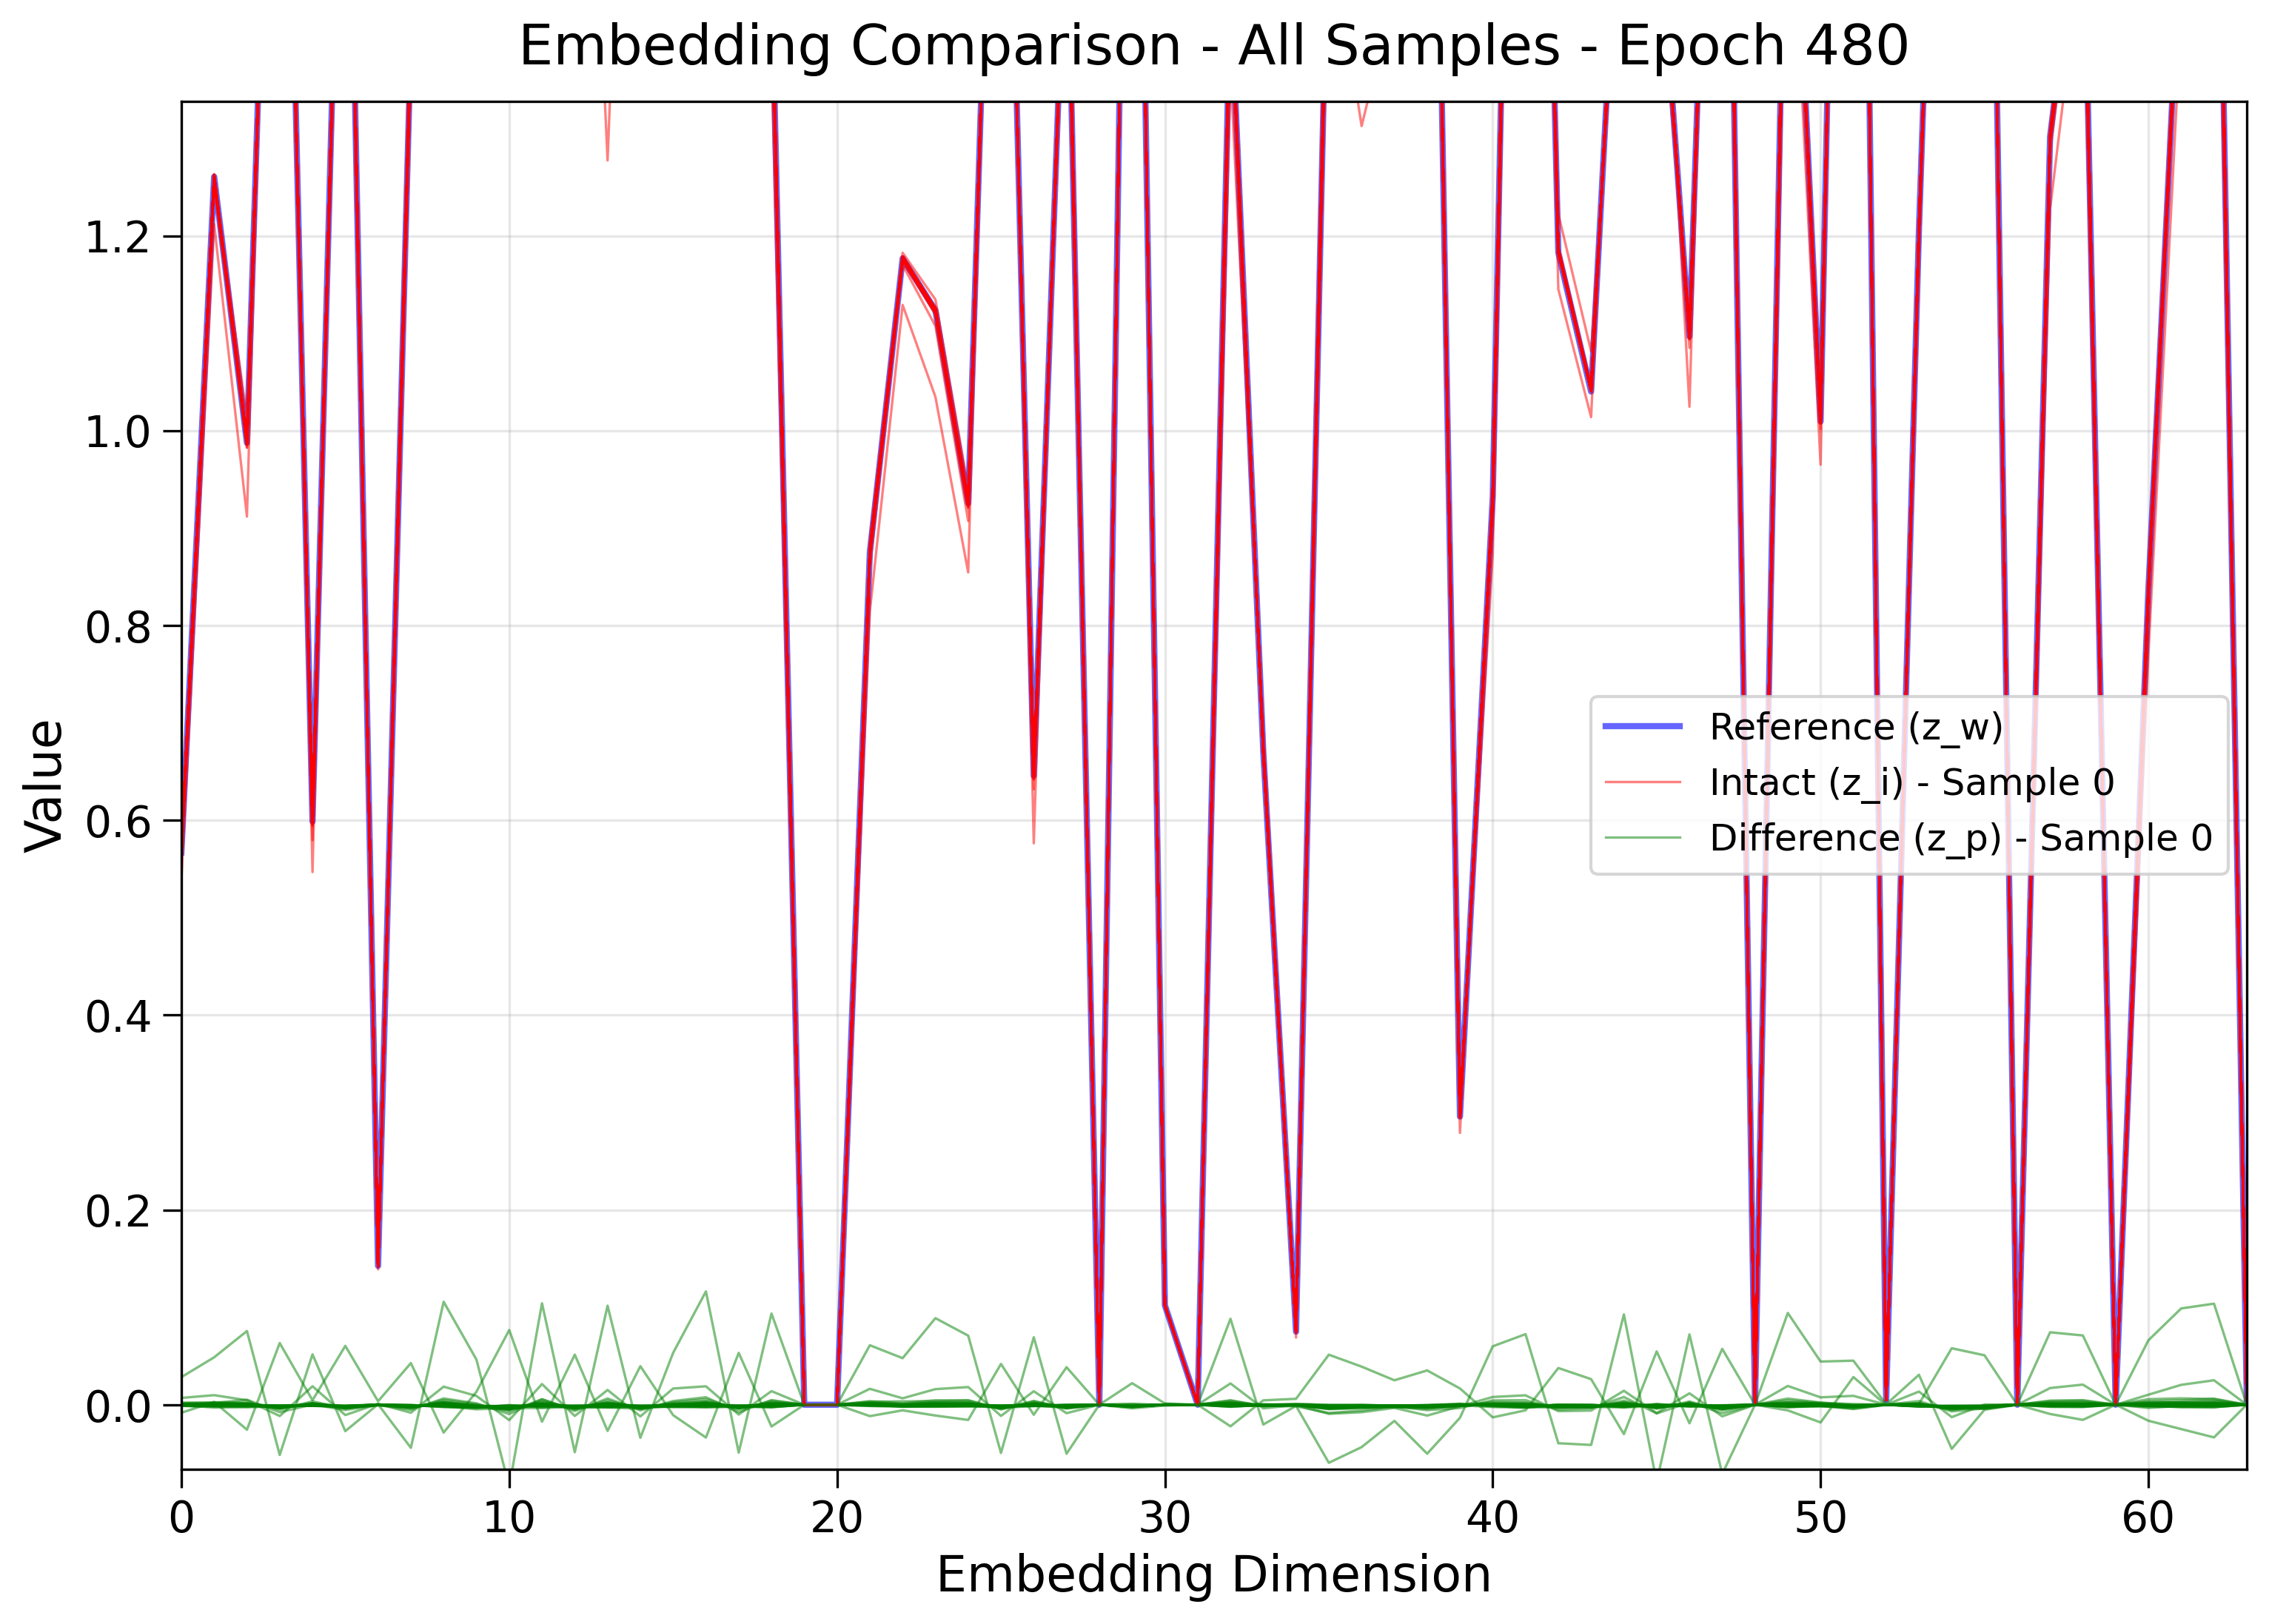 Embedding Comparison - All Samples - Epoch 480
Value
1.2
1.0
0.8
0.6
0.4
0.2
0.0
Reference (z_w)
Intact (z_i) - Sample 0
Difference (z_p) - Sample 0
0 10 20 30 40 50 60
Embedding Dimension